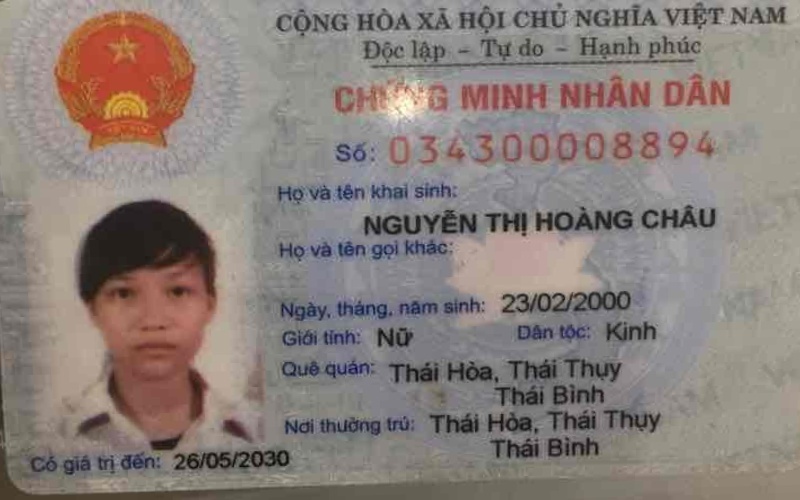 CỘNG HÒA XÃ HỘI CHỦ NGHĨA VIỆT NAM
Độc lập - Tự do - Hạnh phúc
CHỨNG MINH NHÂN DÂN
Số: 034300008894
Họ và tên khai sinh:
NGUYỄN THỊ HOÀNG CHÂU
Họ và tên gọi khác:
Ngày, tháng, năm sinh: 23/02/2000
Giới tính: Nữ Dân tộc: Kinh
Quê quán: Thái Hòa, Thái Thụy
Thái Bình
Nơi thường trú: Thái Hòa, Thái Thụy
Thái Bình
Có giá trị đến: 26/05/2030